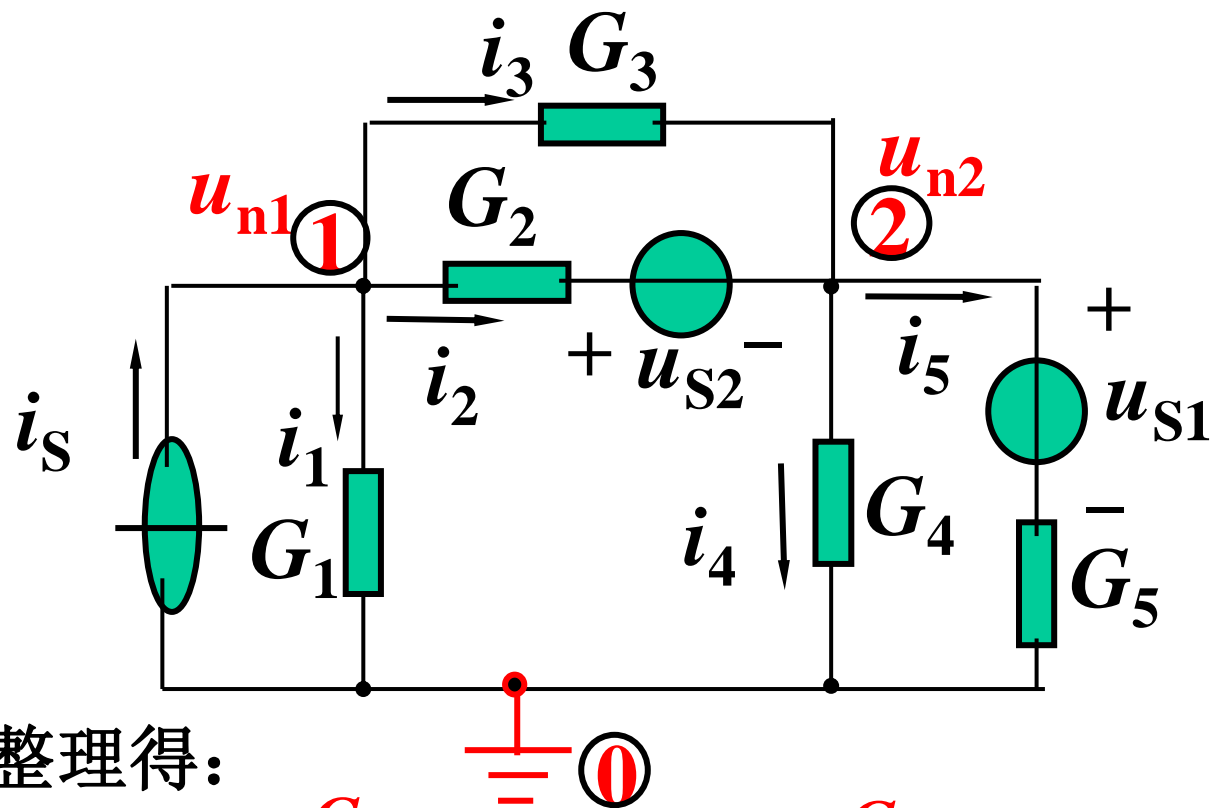 i3 G3
un1 ① G2 un2 ②
i2 + uS2 − i5 +
iS i1 uS1
G1 i4 G4 −
G5
整理得：
⓪